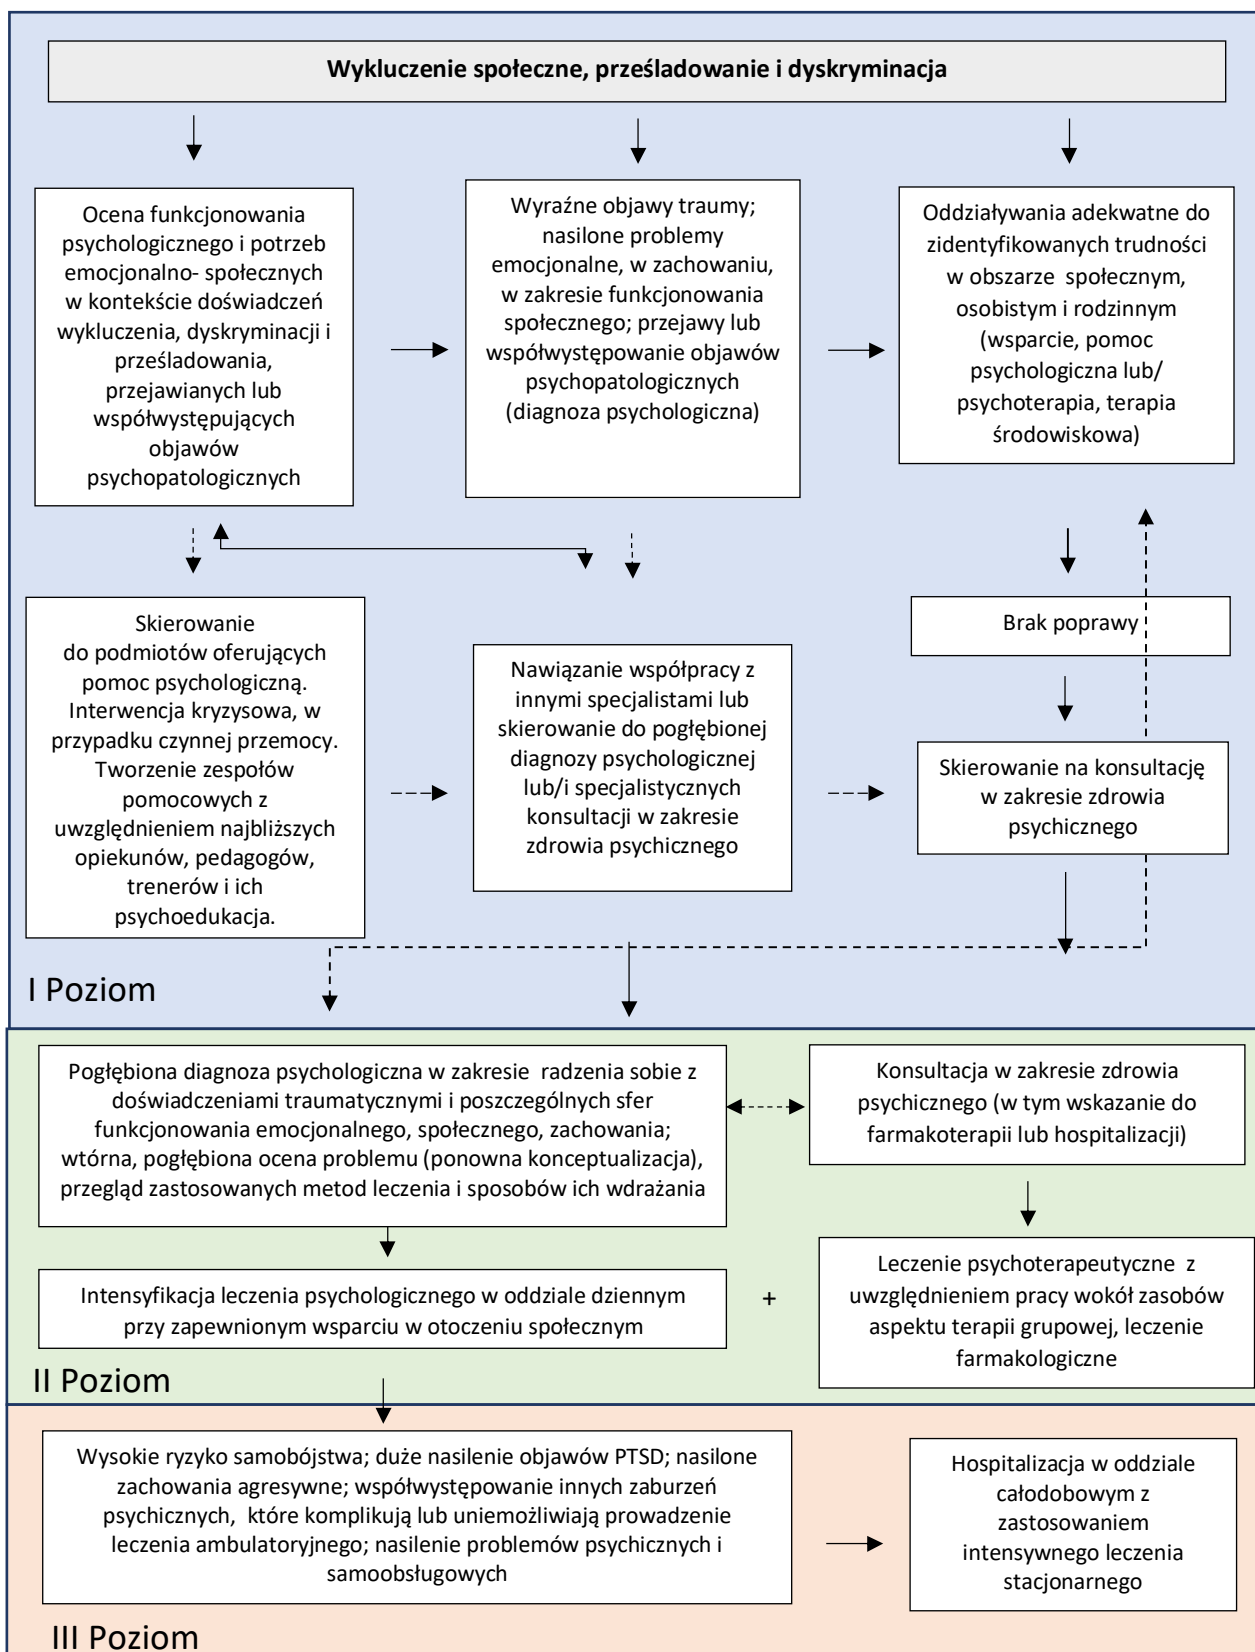 Wykluczenie społeczne, prześladowanie i dyskryminacja
Ocena funkcjonowania
psychologicznego i potrzeb
emocjonalno- społecznych
w kontekście doświadczeń
wykluczenia, dyskryminacji i
prześladowania,
przejawianych lub
współwystępujących
objawów
psychopatologicznych
Wyraźne objawy traumy;
nasilone problemy
emocjonalne, w zachowaniu,
w zakresie funkcjonowania
społecznego; przejawy lub
współwystępowanie objawów
psychopatologicznych
(diagnoza psychologiczna)
Oddziaływania adekwatne do
zidentyfikowanych trudności
w obszarze społecznym,
osobistym i rodzinnym
(wsparcie, pomoc
psychologiczna lub/
psychoterapia, terapia
środowiskowa)
Skierowanie
do podmiotów oferujących
pomoc psychologiczną.
Interwencja kryzysowa, w
przypadku czynnej przemocy.
Tworzenie zespołów
pomocowych z
uwzględnieniem najbliższych
opiekunów, pedagogów,
trenerów i ich
psychoedukacja.
Nawiązanie współpracy z
innymi specjalistami lub
skierowanie do pogłębionej
diagnozy psychologicznej
lub/i specjalistycznych
konsultacji w zakresie
zdrowia psychicznego
Brak poprawy
Skierowanie na konsultację
w zakresie zdrowia
psychicznego
I Poziom
Pogłębiona diagnoza psychologiczna w zakresie radzenia sobie z
doświadczeniami traumatycznymi i poszczególnych sfer
funkcjonowania emocjonalnego, społecznego, zachowania;
wtórna, pogłębiona ocena problemu (ponowna konceptualizacja),
przegląd zastosowanych metod leczenia i sposobów ich wdrażania
Konsultacja w zakresie zdrowia
psychicznego (w tym wskazanie do
farmakoterapii lub hospitalizacji)
Intensyfikacja leczenia psychologicznego w oddziale dziennym
przy zapewnionym wsparciu w otoczeniu społecznym
+
Leczenie psychoterapeutyczne z
uwzględnieniem pracy wokół zasobów
aspektu terapii grupowej, leczenie
farmakologiczne
II Poziom
Wysokie ryzyko samobójstwa; duże nasilenie objawów PTSD; nasilone
zachowania agresywne; współwystępowanie innych zaburzeń
psychicznych, które komplikują lub uniemożliwiają prowadzenie
leczenia ambulatoryjnego; nasilenie problemów psychicznych i
samoobsługowych
Hospitalizacja w oddziale
całodobowym z
zastosowaniem
intensywnego leczenia
stacjonarnego
III Poziom